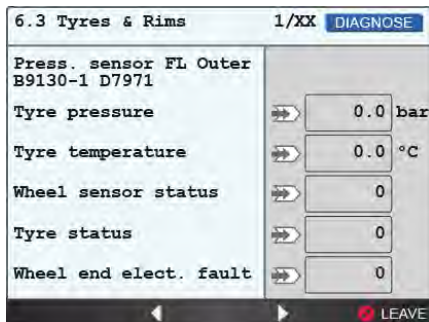 6.3 Tyres & Rims 1/XX DIAGNOSE
Press. sensor FL Outer
B9130-1 D7971
Tyre pressure 0.0 bar
Tyre temperature 0.0 °C
Wheel sensor status 0
Tyre status 0
Wheel end elect. fault 0
LEAVE